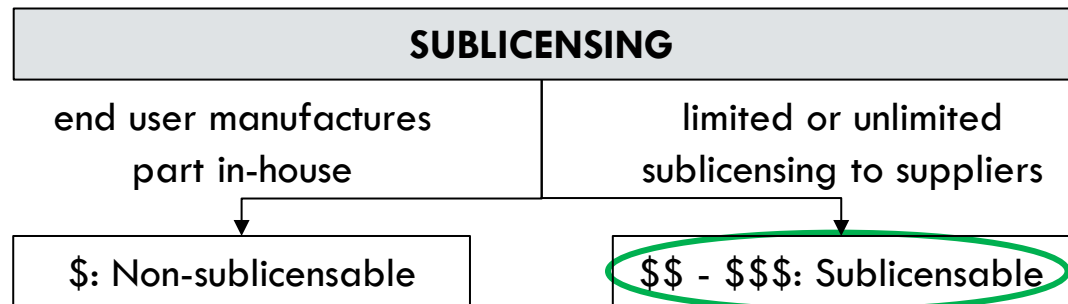 SUBLICENSING
end user manufactures
part in-house
limited or unlimited
sublicensing to suppliers
$: Non-sublicensable
$$ - $$$: Sublicensable